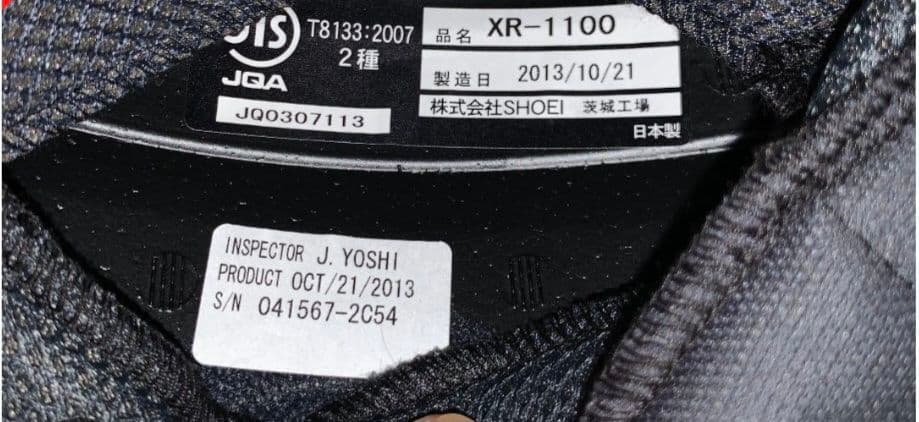 JIS
T8133:2007
2種
JQA
JQ0307113
品名 XR-1100
製造日 2013/10/21
株式会社SHOEI 茨城工場
日本製
INSPECTOR J. YOSHI
PRODUCT OCT/21/2013
S/N 041567-2C54